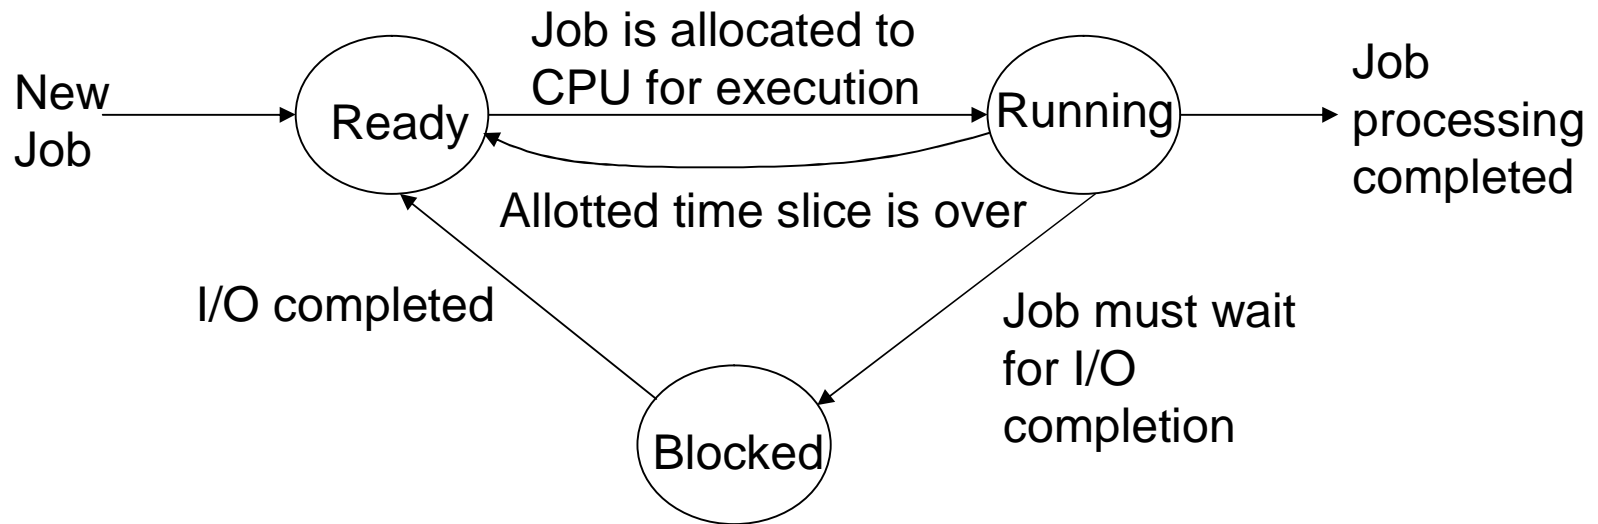 New
Job
Ready
Job is allocated to
CPU for execution
Running
Job
processing
completed
Allotted time slice is over
I/O completed
Job must wait
for I/O
completion
Blocked